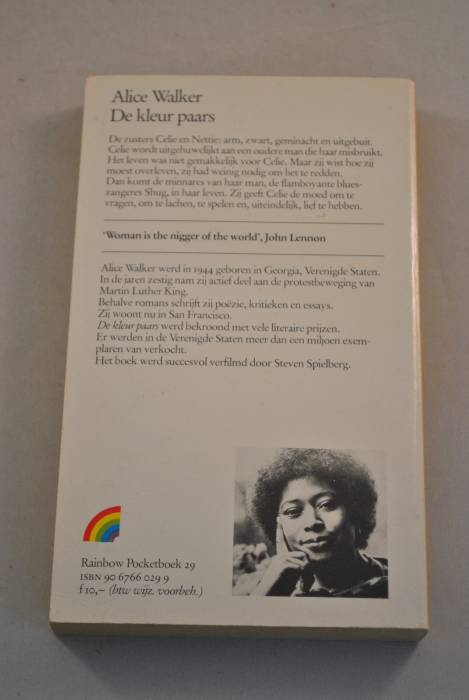 Alice Walker
De kleur paars
De zusters Celie en Nettie: arm, zwart, geminacht en uitgebuit.
Celie wordt uitgehuwelijkt aan een oudere man die haar misbruikt.
Het leven was niet gemakkelijk voor Celie. Maar zij wist hoe zij
moest overleven, zij had weinig nodig om het te redden.
Dan komt de minnares van haar man, de flamboyante blues-
zangeres Shug, in haar leven. Zij geeft Celie de moed om te
vragen, om te lachen, te spelen en, uiteindelijk, lief te hebben.
'Woman is the nigger of the world', John Lennon
Alice Walker werd in 1944 geboren in Georgia, Verenigde Staten.
In de jaren zestig nam zij actief deel aan de protestbeweging van
Martin Luther King.
Behalve romans schrijft zij poëzie, kritieken en essays.
Zij woont nu in San Francisco.
De kleur paars werd bekroond met vele literaire prijzen.
Er werden in de Verenigde Staten meer dan een miljoen exem-
plaren van verkocht.
Het boek werd succesvol verfilmd door Steven Spielberg.
Rainbow Pocketboek 29
ISBN 90 6766 029 9
f 10,– (btw wijz. voorbeh.)